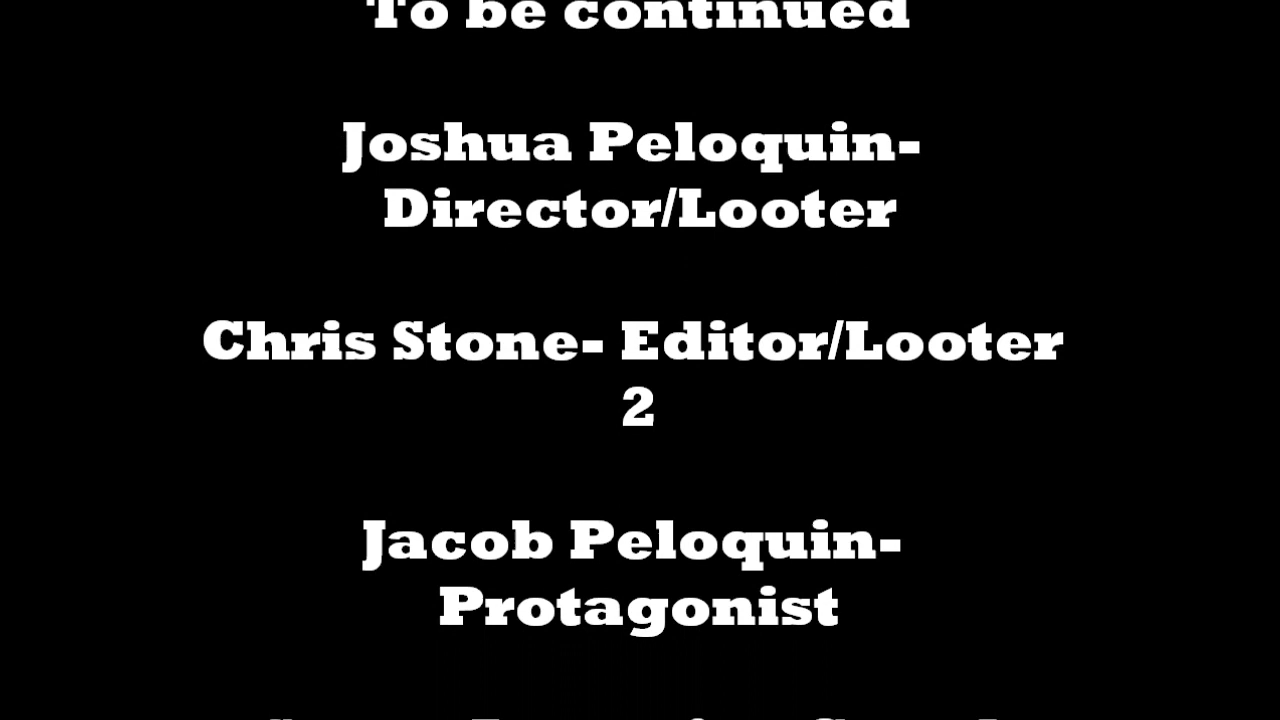 To be continued
Joshua Peloquin-
Director/Looter
Chris Stone- Editor/Looter
2
Jacob Peloquin-
Protagonist